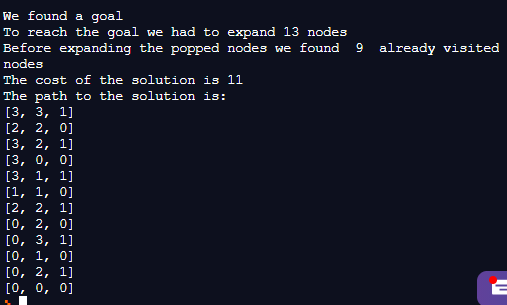 We found a goal
To reach the goal we had to expand 13 nodes
Before expanding the popped nodes we found  9  already visited
nodes
The cost of the solution is 11
The path to the solution is:
[3, 3, 1]
[2, 2, 0]
[3, 2, 1]
[3, 0, 0]
[3, 1, 1]
[1, 1, 0]
[2, 2, 1]
[0, 2, 0]
[0, 3, 1]
[0, 1, 0]
[0, 2, 1]
[0, 0, 0]